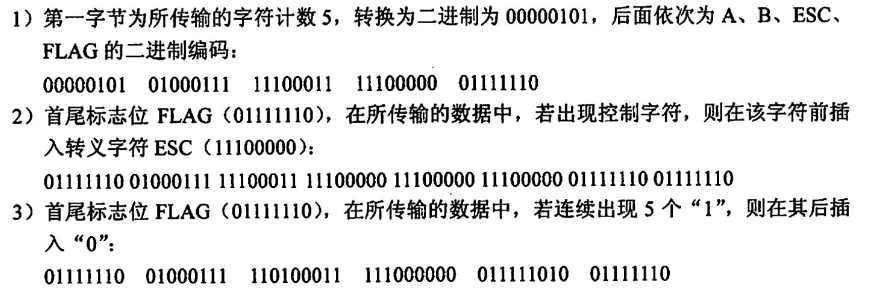 1）第一字节为所传输的字符计数 5，转换为二进制为 00000101，后面依次为 A、B、ESC、
FLAG 的二进制编码：
00000101 01000111 11100011 11100000 01111110
2）首尾标志位 FLAG（01111110），在所传输的数据中，若出现控制字符，则在该字符前插
入转义字符 ESC（11100000）：
01111110 01000111 11100011 11100000 11100000 11100000 01111110 01111110
3）首尾标志位 FLAG（01111110），在所传输的数据中，若连续出现 5 个“1”，则在其后插
入“0”：
01111110 01000111 110100011 111000000 011111010 01111110